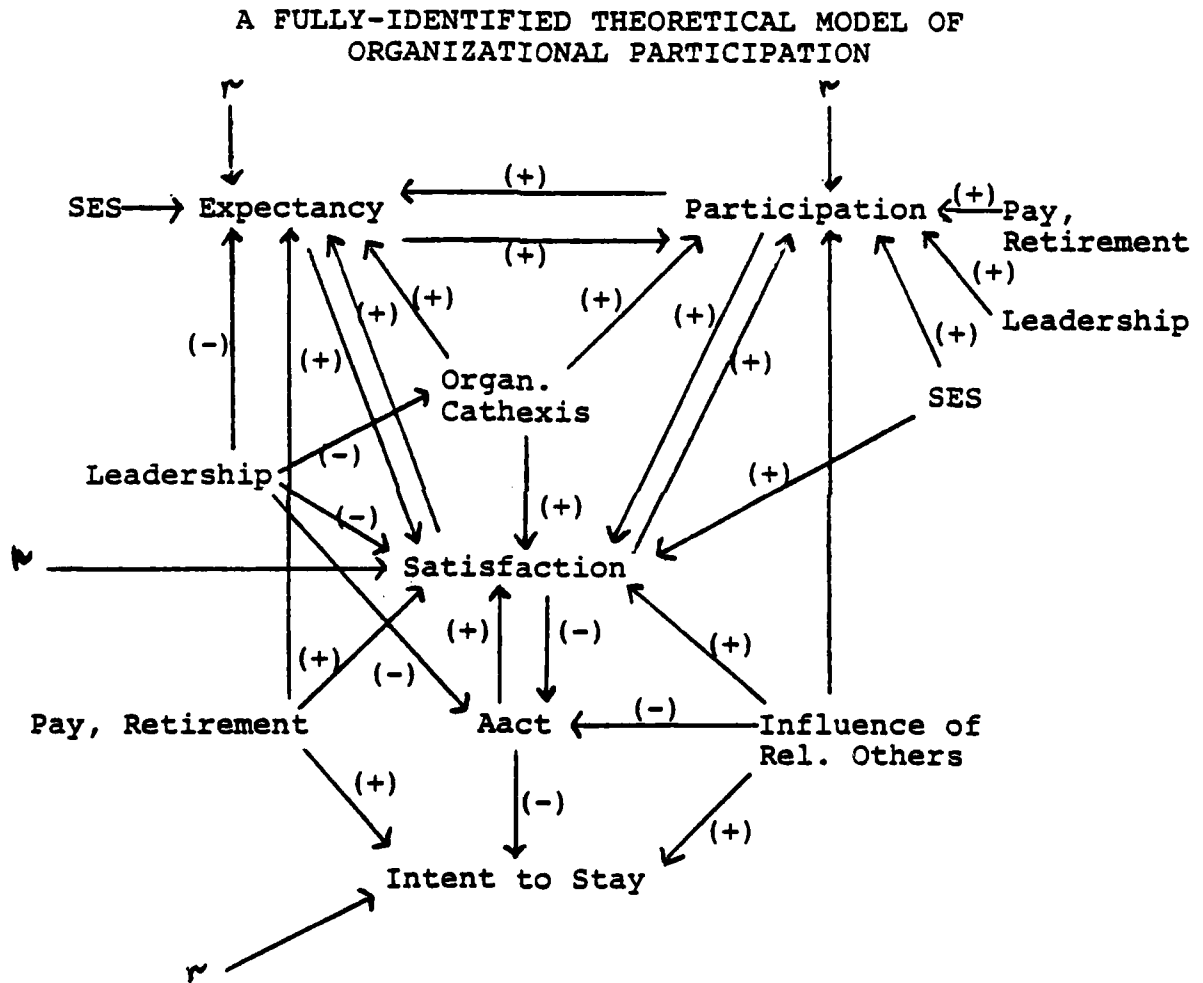 A FULLY-IDENTIFIED THEORETICAL MODEL OF
ORGANIZATIONAL PARTICIPATION
r
r
(+)
SES
Expectancy
Participation
(+)
Pay,
Retirement
(+)
(+)
(+)
(+)
(+)
(+)
Leadership
(-)
(+)
(+)
(+)
Organ.
Cathexis
SES
(-)
Leadership
(+)
(-)
(+)
r
Satisfaction
(+)
(-)
(+)
(+)
(-)
Pay, Retirement
Aact
(-)
Influence of
Rel. Others
(+)
(-)
(+)
Intent to Stay
r